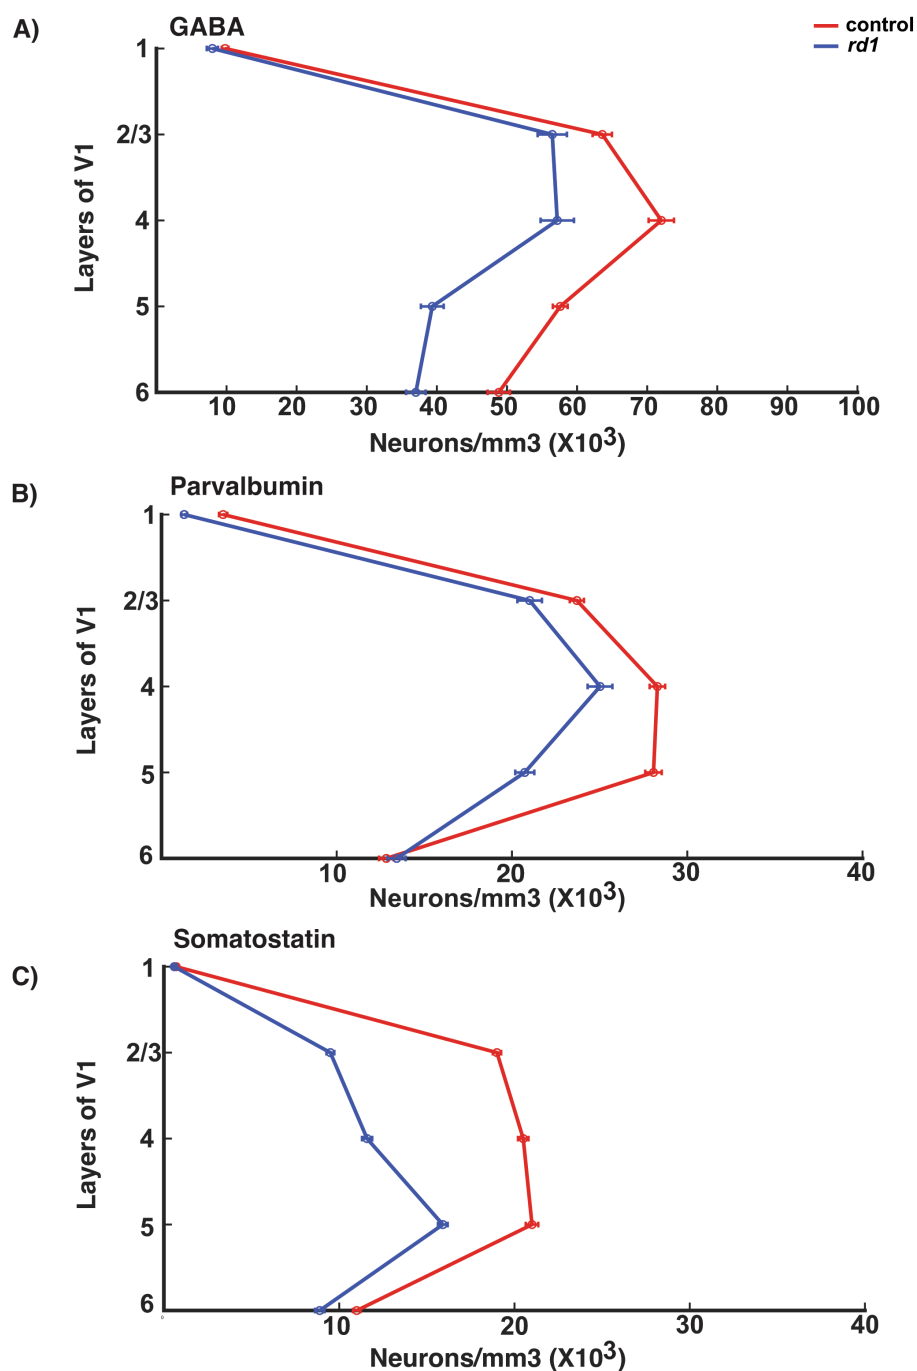 A)
GABA
control
rd1
Layers of V1
1
2/3
4
5
6
10 20 30 40 50 60 70 80 90 100
Neurons/mm3 (X10³)
B)
Parvalbumin
Layers of V1
1
2/3
4
5
6
10 20 30 40
Neurons/mm3 (X10³)
Somatostatin
C)
Layers of V1
1
2/3
4
5
6
10 20 30 40
Neurons/mm3 (X10³)